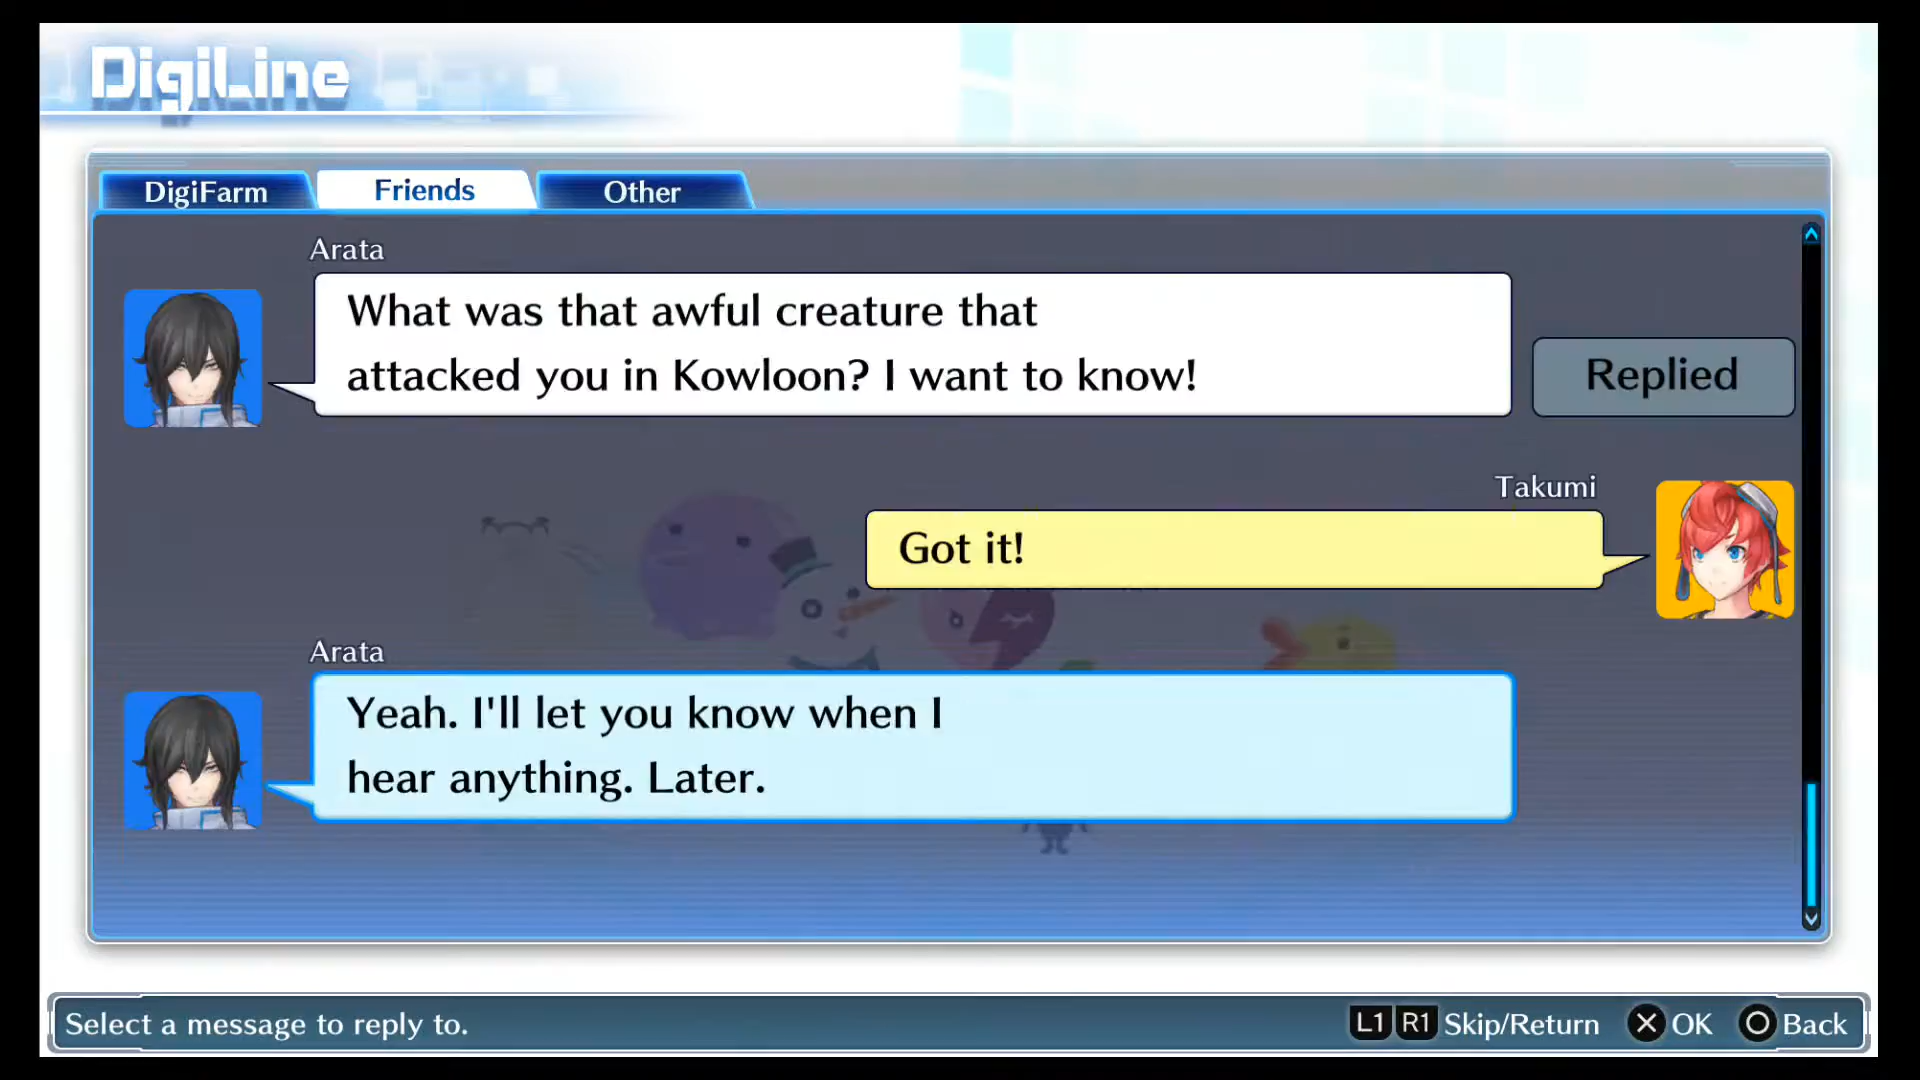 DigiLine
DigiFarm
Friends
Other
Arata
What was that awful creature that
attacked you in Kowloon? I want to know!
Replied
Takumi
Got it!
Arata
Yeah. I'll let you know when I
hear anything. Later.
Select a message to reply to.
L1 R1 Skip/Return
OK
Back